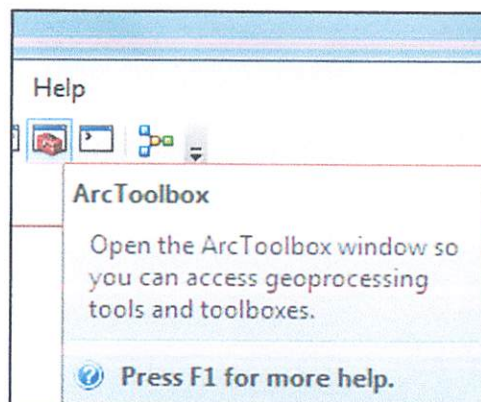 Help
ArcToolbox
Open the ArcToolbox window so
you can access geoprocessing
tools and toolboxes.
Press F1 for more help.